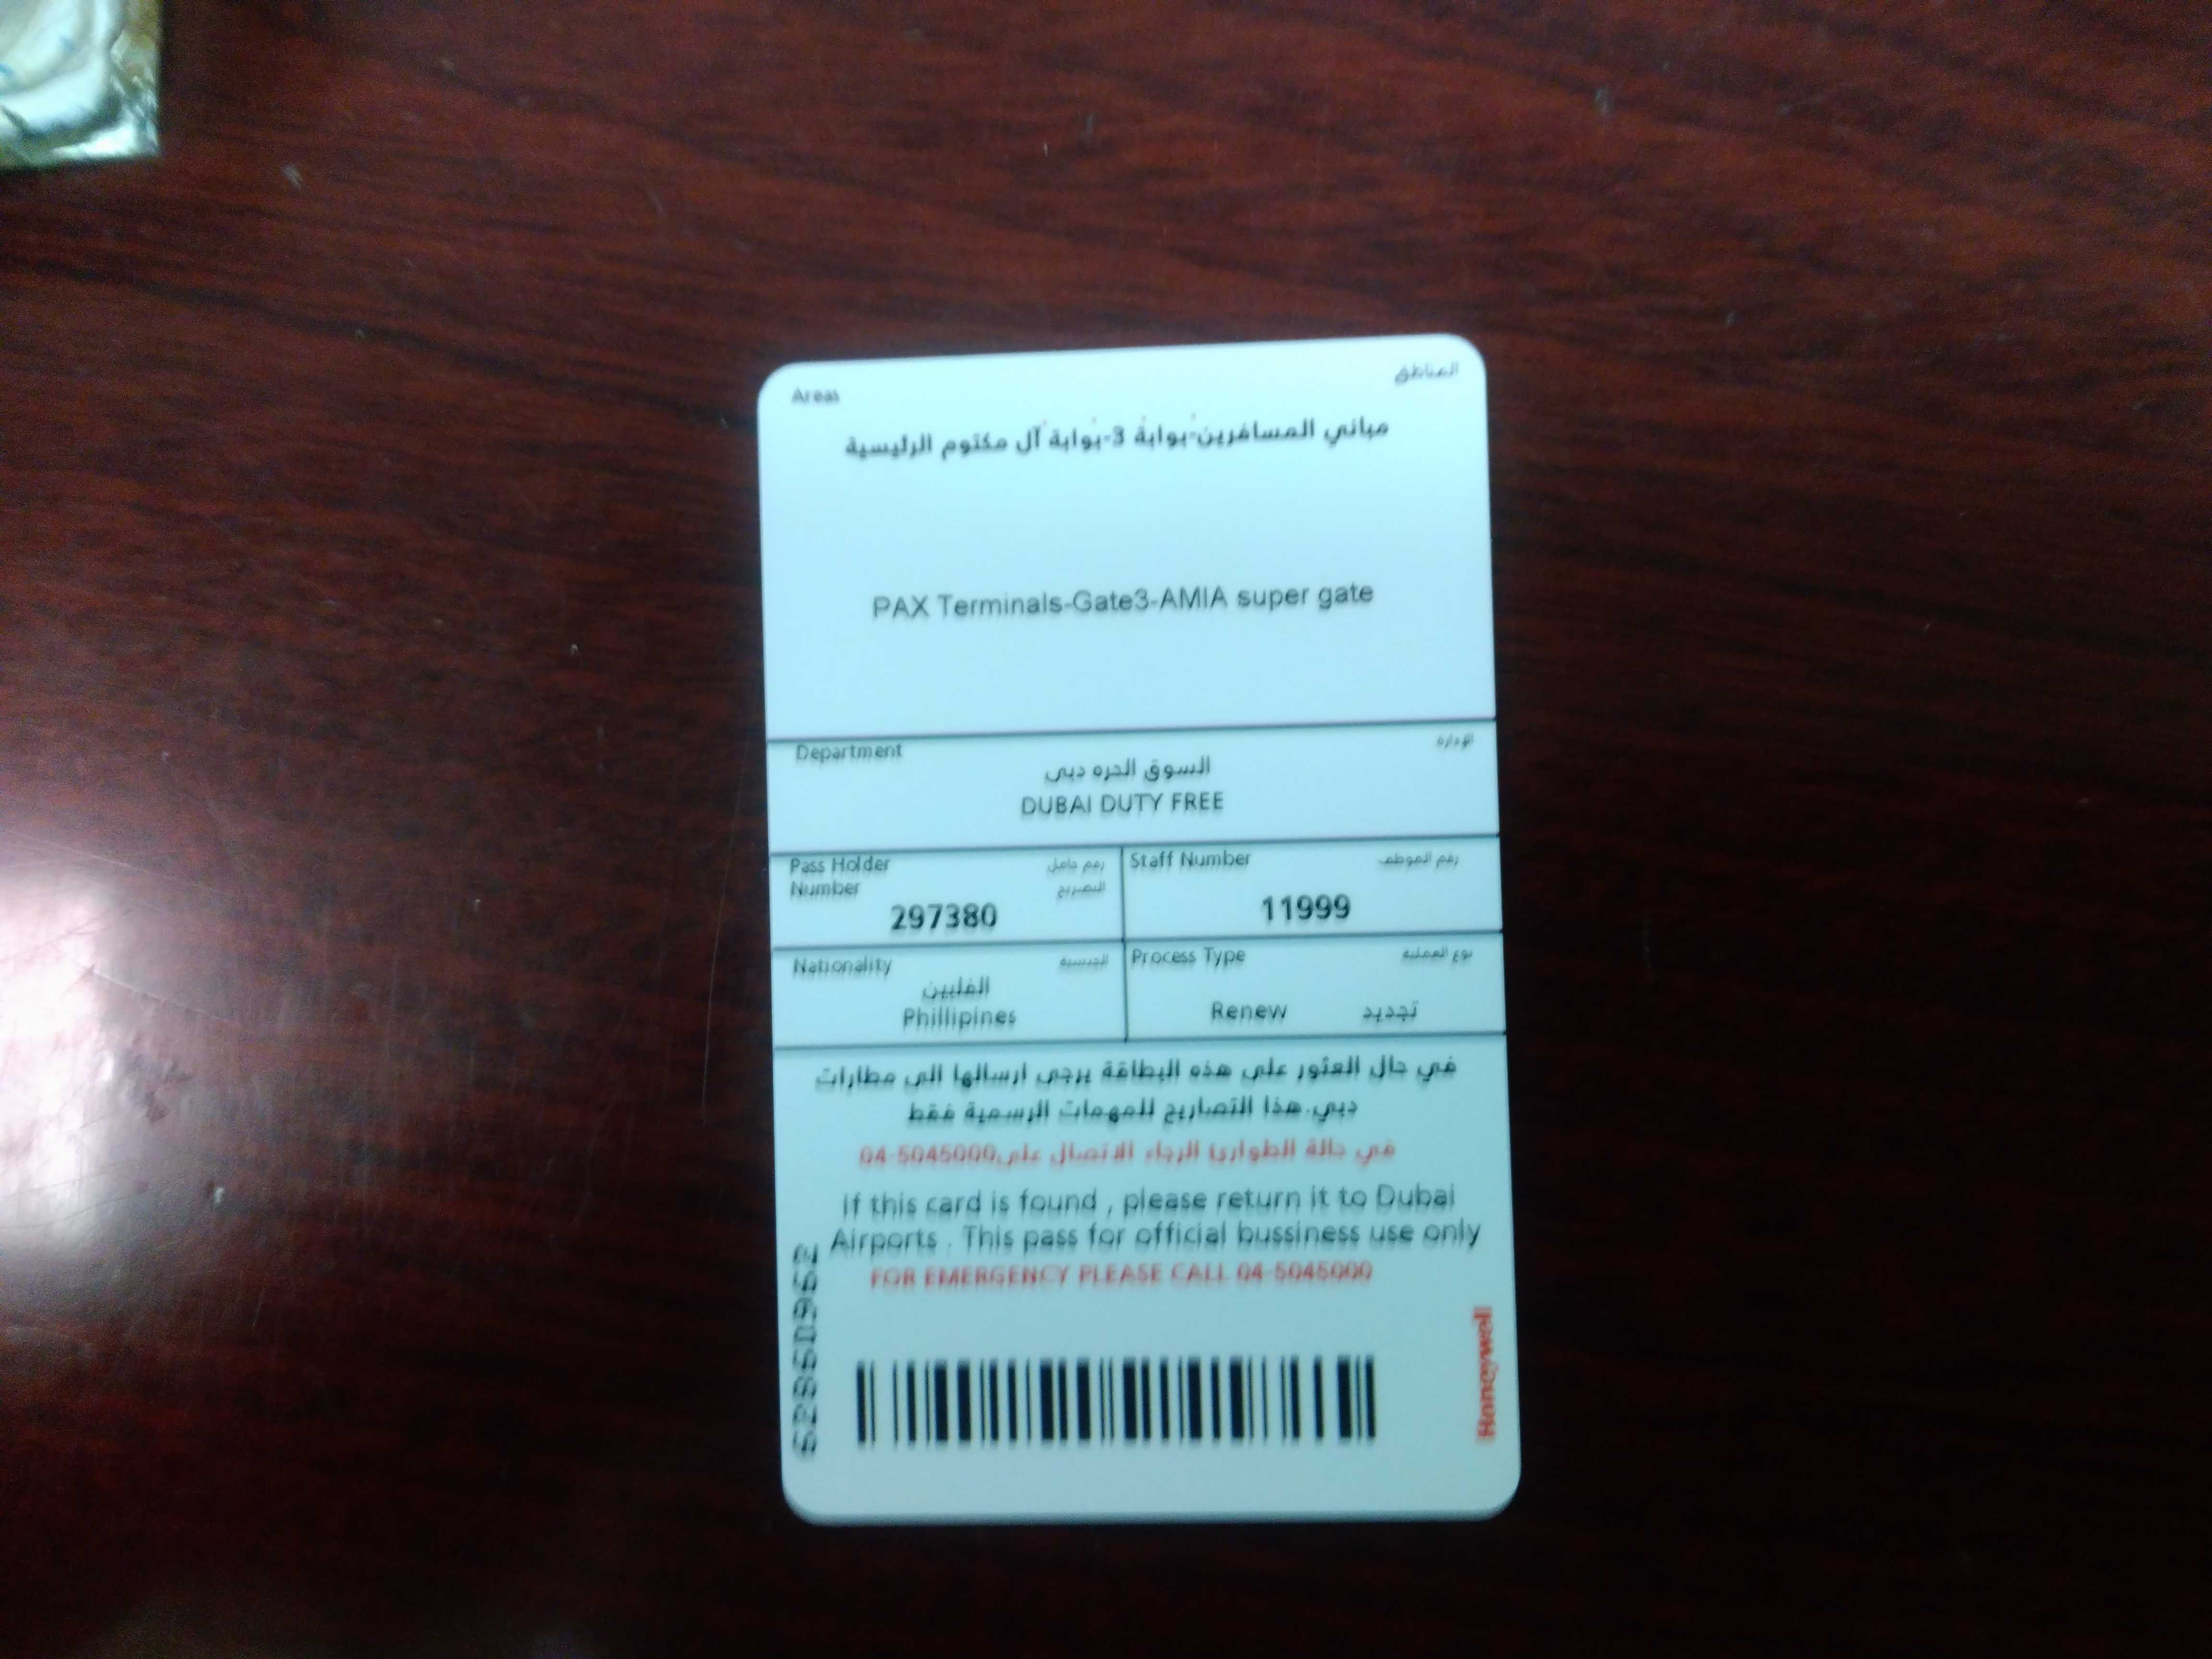 Areas المناطق
مباني المسافرين-بوابة 3-بوابة آل مكتوم الرئيسية
PAX Terminals-Gate3-AMIA super gate
Department الإدارة
السوق الحره دبى
DUBAI DUTY FREE
Pass Holder رقم حامل
Number التصريح
297380
Staff Number رقم الموظف
11999
Nationality الجنسية
الفلبين
Phillipines
Process Type نوع العملية
Renew تجديد
في حال العثور على هذه البطاقة يرجى ارسالها الى مطارات
دبي.هذا التصاريح للمهمات الرسمية فقط
في حالة الطوارئ الرجاء الاتصال على04-5045000
If this card is found , please return it to Dubai
Airports . This pass for official bussiness use only
FOR EMERGENCY PLEASE CALL 04-5045000
Honeywell